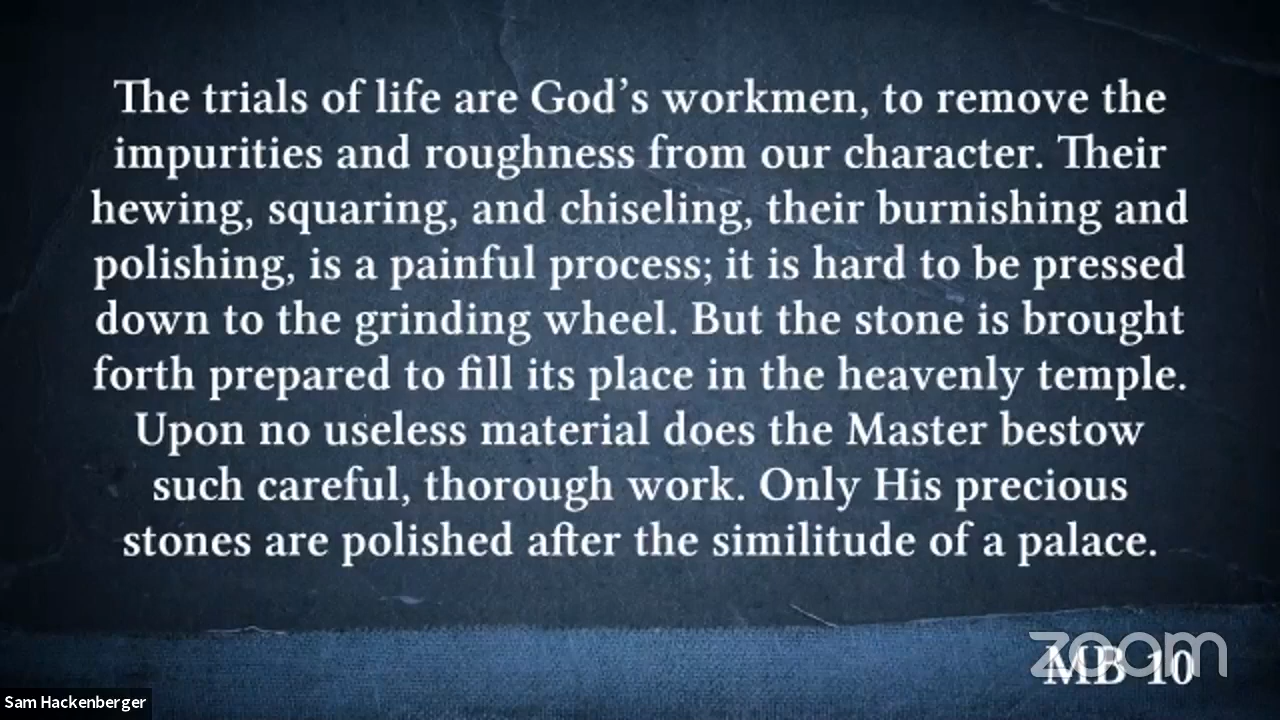 The trials of life are God’s workmen, to remove the
impurities and roughness from our character. Their
hewing, squaring, and chiseling, their burnishing and
polishing, is a painful process; it is hard to be pressed
down to the grinding wheel. But the stone is brought
forth prepared to fill its place in the heavenly temple.
Upon no useless material does the Master bestow
such careful, thorough work. Only His precious
stones are polished after the similitude of a palace.
zoom
MB 10
Sam Hackenberger